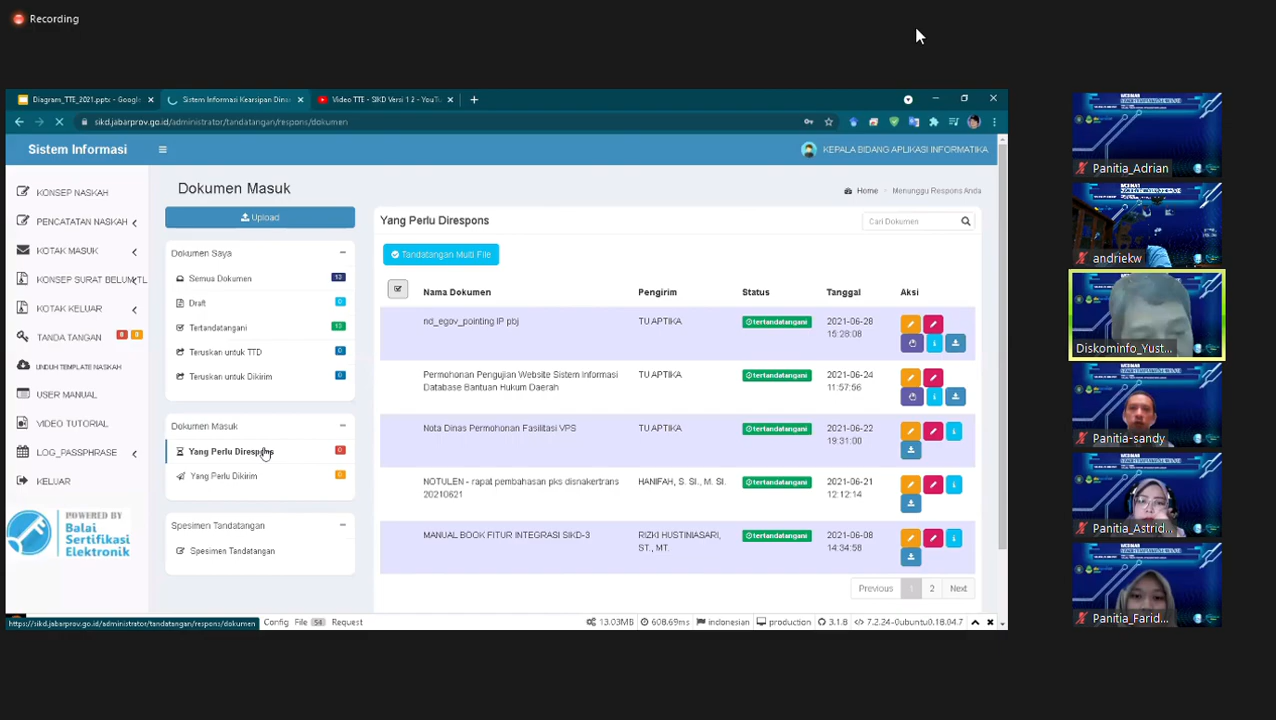 Recording
Diagram_TTE_2021.pptx - Google
Sistem Informasi Kearsipan Dinam
Video TTE - SIKD Versi 1 2 - YouTu
sikd.jabarprov.go.id/administrator/tandatangan/respons/dokumen
Sistem Informasi
KEPALA BIDANG APLIKASI INFORMATIKA
KONSEP NASKAH
PENCATATAN NASKAH
KOTAK MASUK
KONSEP SURAT BELUM TL
KOTAK KELUAR
TANDA TANGAN 0 0
UNDUH TEMPLATE NASKAH
USER MANUAL
VIDEO TUTORIAL
LOG_PASSPHRASE
KELUAR
POWERED BY
Balai
Sertifikasi
Elektronik
Dokumen Masuk
Home - Menunggu Respons Anda
Upload
Dokumen Saya
Semua Dokumen 13
Draft 0
Tertandatangani 13
Teruskan untuk TTD 0
Teruskan untuk Dikirim 0
Dokumen Masuk
Yang Perlu Direspons 0
Yang Perlu Dikirim 0
Spesimen Tandatangan
Spesimen Tandatangan
Yang Perlu Direspons
Cari Dokumen
Tandatangan Multi File
Nama Dokumen Pengirim Status Tanggal Aksi
nd_egov_pointing IP pbj TU APTIKA tertandatangani 2021-06-28
15:28:08
Permohonan Pengujian Website Sistem Informasi TU APTIKA tertandatangani 2021-06-24
Database Bantuan Hukum Daerah 11:57:56
Nota Dinas Permohonan Fasilitasi VPS TU APTIKA tertandatangani 2021-06-22
19:31:00
NOTULEN - rapat pembahasan pks disnakertrans HANIFAH, S. SI., M. SI. tertandatangani 2021-06-21
20210621 12:12:14
MANUAL BOOK FITUR INTEGRASI SIKD-3 RIZKI HUSTINIASARI, tertandatangani 2021-06-08
ST., MT. 14:34:58
Previous 1 2 Next
https://sikd.jabarprov.go.id/administrator/tandatangan/respons/dokumen Config File 54 Request 13.03MB 608.69ms indonesian production 3.1.8 7.2.24-0ubuntu0.18.04.7
Panitia_Adrian
andriekw
Diskominfo_Yust...
Panitia-sandy
Panitia_Astrid...
Panitia_Farid...